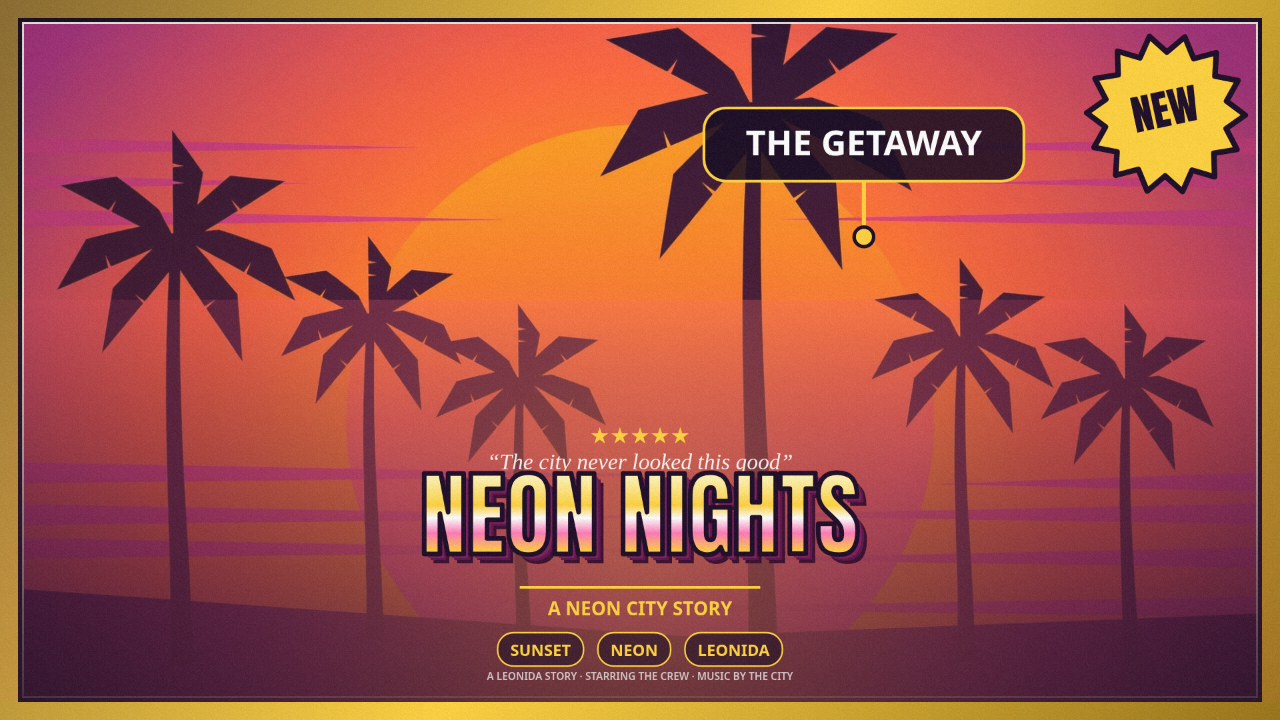 NEW
THE GETAWAY
★★★★★
“The city never looked this good”
NEON NIGHTS
A NEON CITY STORY
SUNSET NEON LEONIDA
A LEONIDA STORY · STARRING THE CREW · MUSIC BY THE CITY